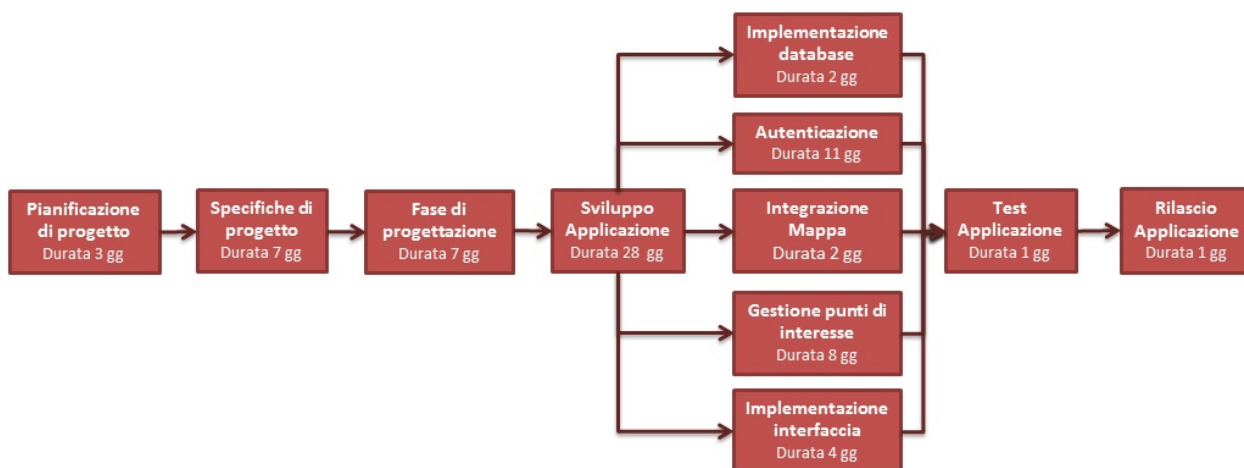 Pianificazione
di progetto
Durata 3 gg
Specifiche di
progetto
Durata 7 gg
Fase di
progettazione
Durata 7 gg
Sviluppo
Applicazione
Durata 28 gg
Implementazione
database
Durata 2 gg
Autenticazione
Durata 11 gg
Integrazione
Mappa
Durata 2 gg
Gestione punti di
interesse
Durata 8 gg
Implementazione
interfaccia
Durata 4 gg
Test
Applicazione
Durata 1 gg
Rilascio
Applicazione
Durata 1 gg